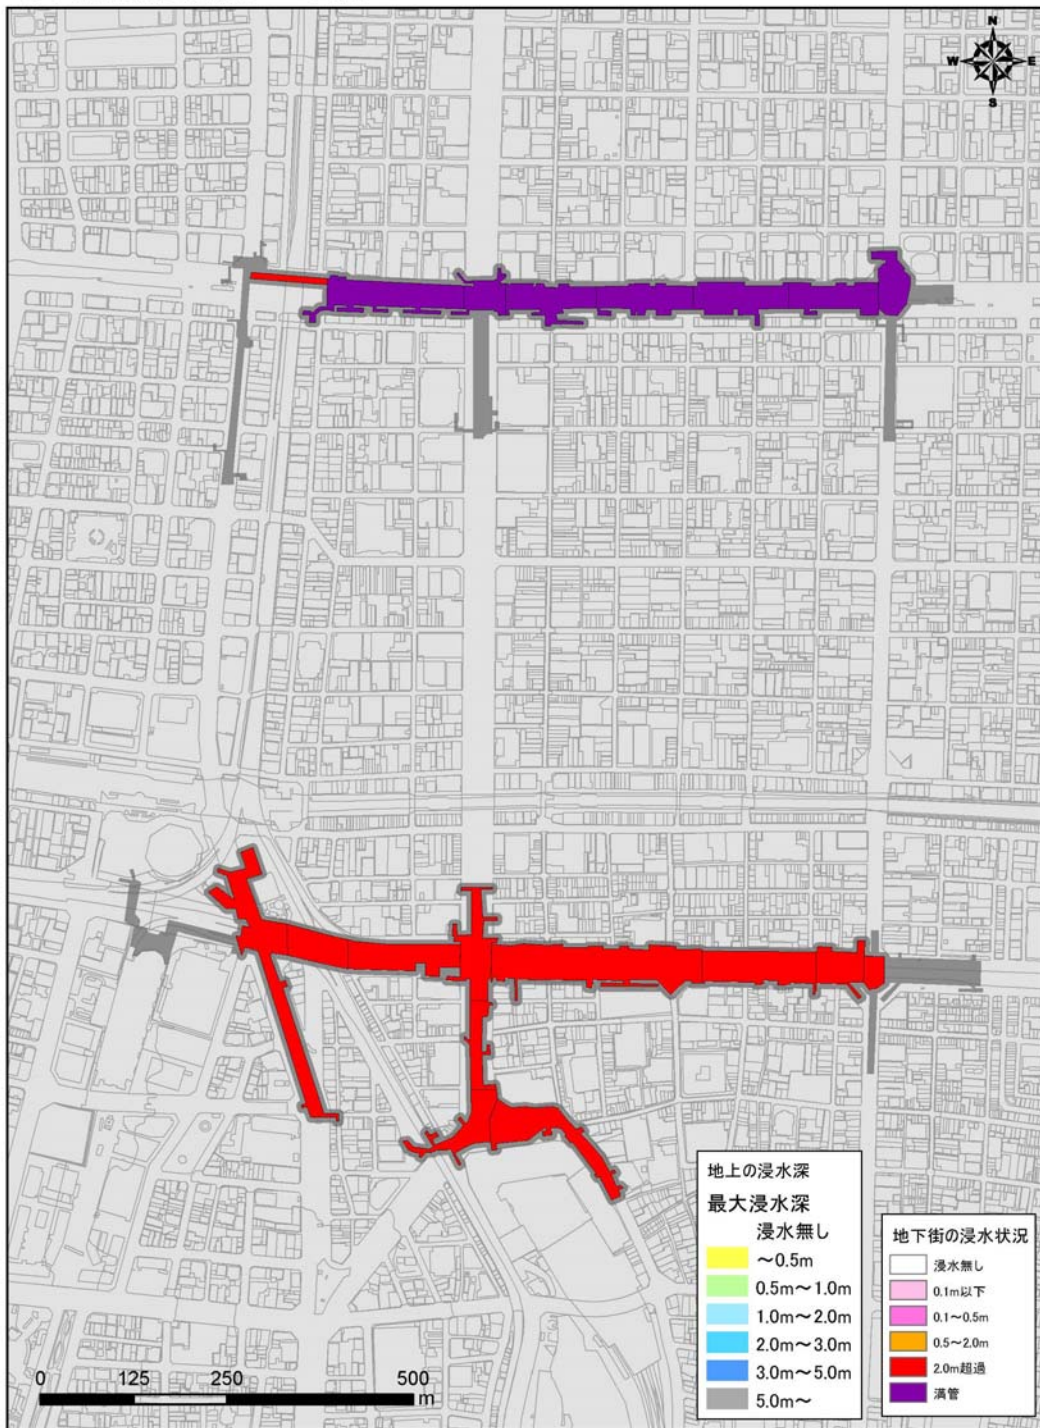 N
W
E
S
地上の浸水深
最大浸水深
浸水無し
～0.5m
0.5m～1.0m
1.0m～2.0m
2.0m～3.0m
3.0m～5.0m
5.0m～
地下街の浸水状況
浸水無し
0.1m以下
0.1～0.5m
0.5～2.0m
2.0m超過
満管
0 125 250 500
m